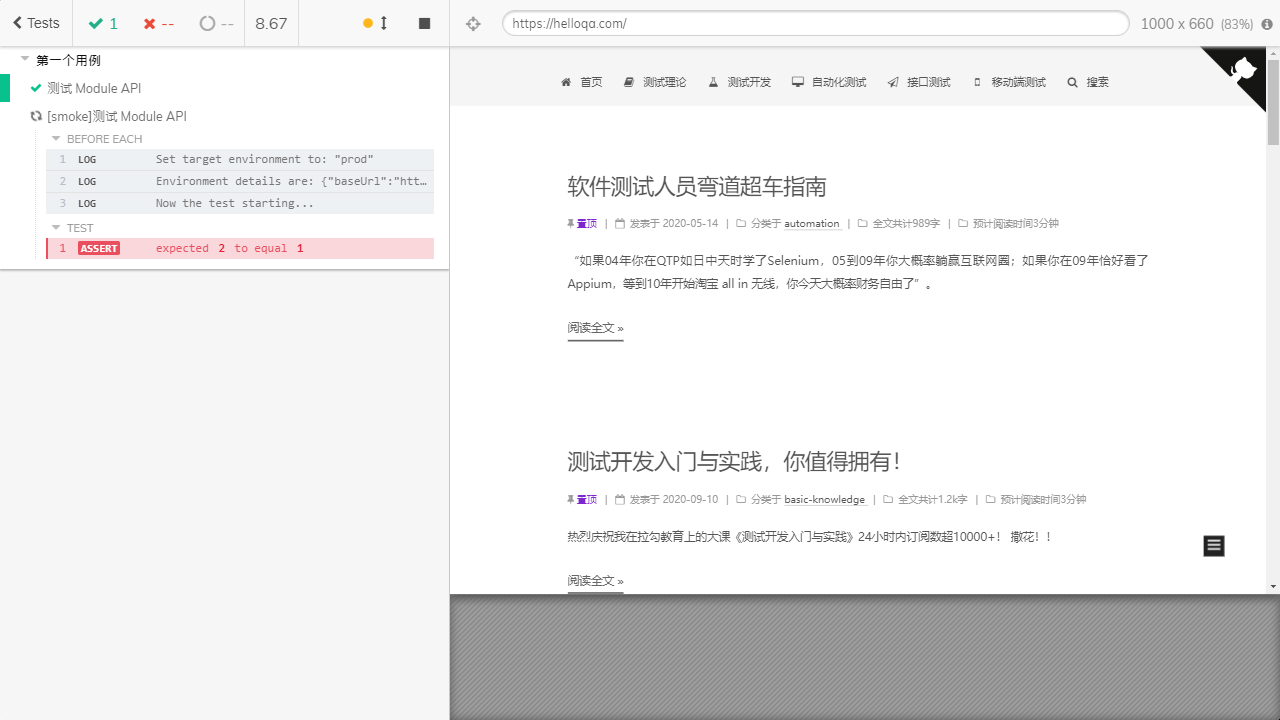 Tests 1 -- -- 8.67
https://helloqa.com/ 1000 x 660 (83%)
第一个用例
测试 Module API
[smoke]测试 Module API
BEFORE EACH
1 LOG Set target environment to: "prod"
2 LOG Environment details are: {"baseUrl":"htt…
3 LOG Now the test starting...
TEST
1 ASSERT expected 2 to equal 1
首页 测试理论 测试开发 自动化测试 接口测试 移动端测试 搜索
软件测试人员弯道超车指南
置顶 | 发表于 2020-05-14 | 分类于 automation | 全文共计989字 | 预计阅读时间3分钟
“如果04年你在QTP如日中天时学了Selenium，05到09年你大概率躺赢互联网圈；如果你在09年恰好看了
Appium，等到10年开始淘宝 all in 无线，你今天大概率财务自由了”。
阅读全文 »
测试开发入门与实践，你值得拥有！
置顶 | 发表于 2020-09-10 | 分类于 basic-knowledge | 全文共计1.2k字 | 预计阅读时间3分钟
热烈庆祝我在拉勾教育上的大课《测试开发入门与实践》24小时内订阅数超10000+！ 撒花！！
阅读全文 »